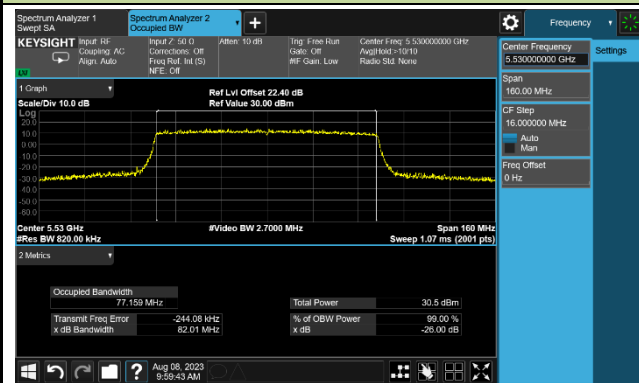 Spectrum Analyzer 1
Swept SA
Spectrum Analyzer 2
Occupied BW
Frequency
KEYSIGHT
Input: RF
Coupling: AC
Align: Auto
Input Z: 50 Ω
Corrections: Off
Freq Ref: Int (S)
NFE: Off
Atten: 10 dB
Trig: Free Run
Gate: Off
#IF Gain: Low
Center Freq: 5.530000000 GHz
Avg|Hold:>10/10
Radio Std: None
Center Frequency
5.530000000 GHz
Settings
Span
160.00 MHz
CF Step
16.000000 MHz
Auto
Man
Freq Offset
0 Hz
1 Graph
Scale/Div 10.0 dB
Ref Lvl Offset 22.40 dB
Ref Value 30.00 dBm
Log
20.0
10.0
0.00
-10.0
-20.0
-30.0
-40.0
-50.0
-60.0
Center 5.53 GHz
#Res BW 820.00 kHz
#Video BW 2.7000 MHz
Span 160 MHz
Sweep 1.07 ms (2001 pts)
2 Metrics
Occupied Bandwidth
77.159 MHz
Transmit Freq Error
-244.08 kHz
x dB Bandwidth
82.01 MHz
Total Power
30.5 dBm
% of OBW Power
99.00 %
x dB
-26.00 dB
Aug 08, 2023
9:59:43 AM